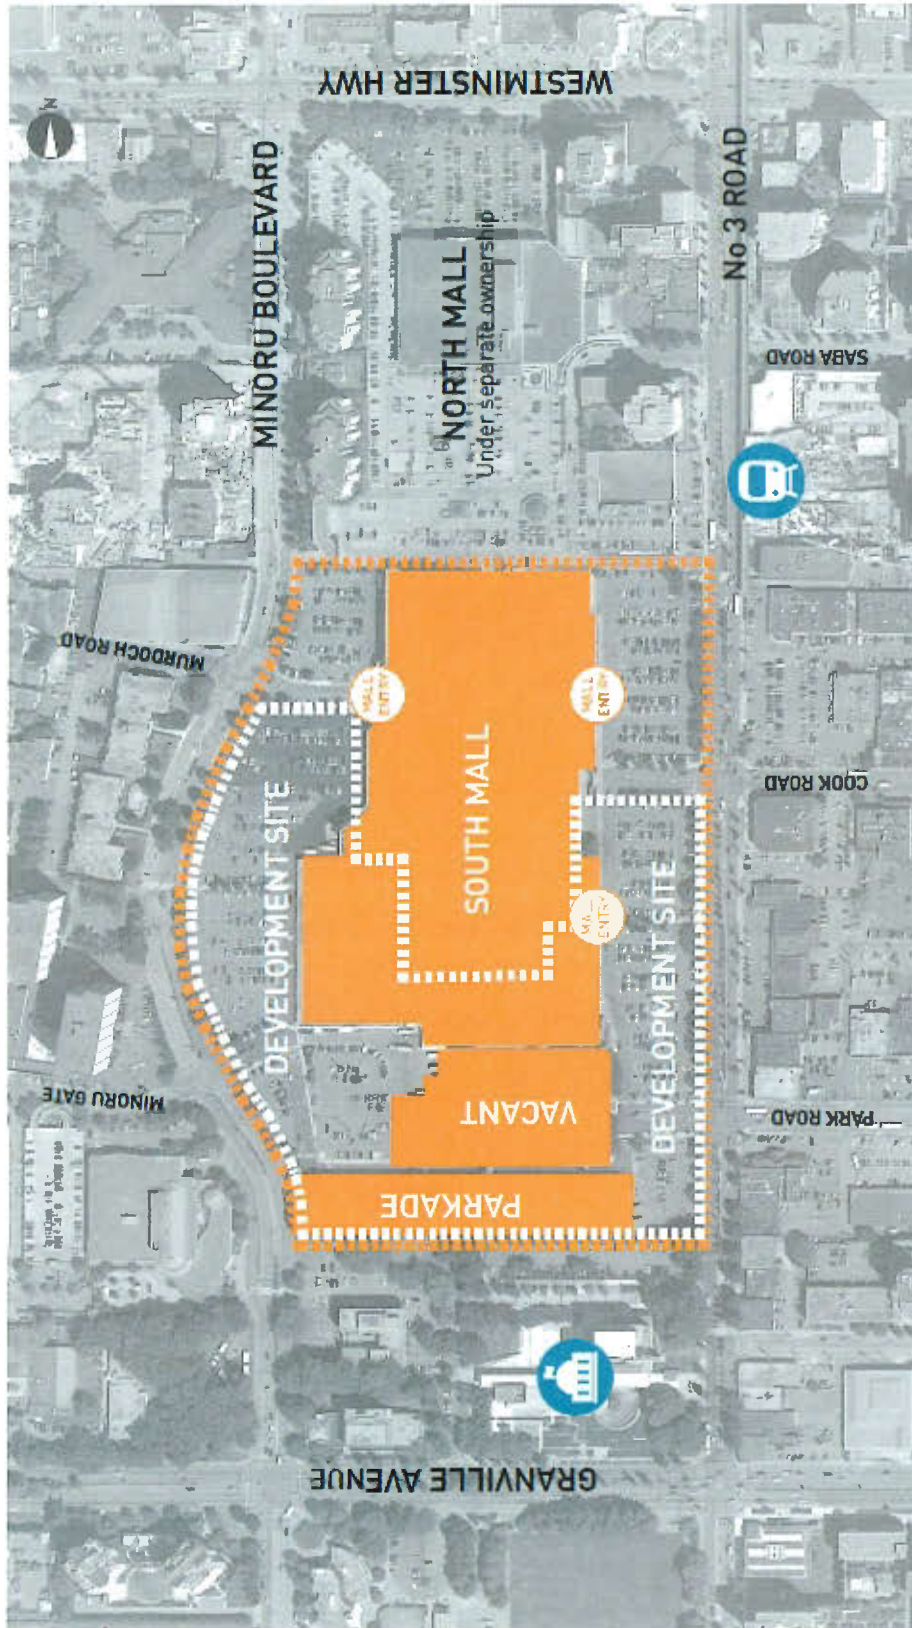 N
WESTMINSTER HWY
MINORU BOULEVARD
NORTH MALL
Under separate ownership
No 3 ROAD
SABA ROAD
MURDOCH ROAD
MALL
ENTRY
MALL
ENTRY
SOUTH MALL
COOK ROAD
DEVELOPMENT SITE
ENTRY
DEVELOPMENT SITE
MINORU GATE
VACANT
PARK ROAD
PARKADE
GRANVILLE AVENUE